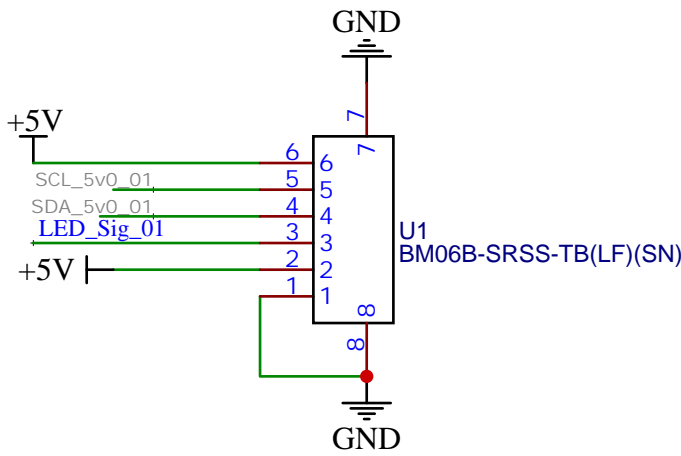 GND
7
7
+5V
6 6
SCL_5v0_01 5 5
SDA_5v0_01 4 4
LED_Sig_01 3 3
+5V 2 2
1 1
U1
BM06B-SRSS-TB(LF)(SN)
8
8
GND